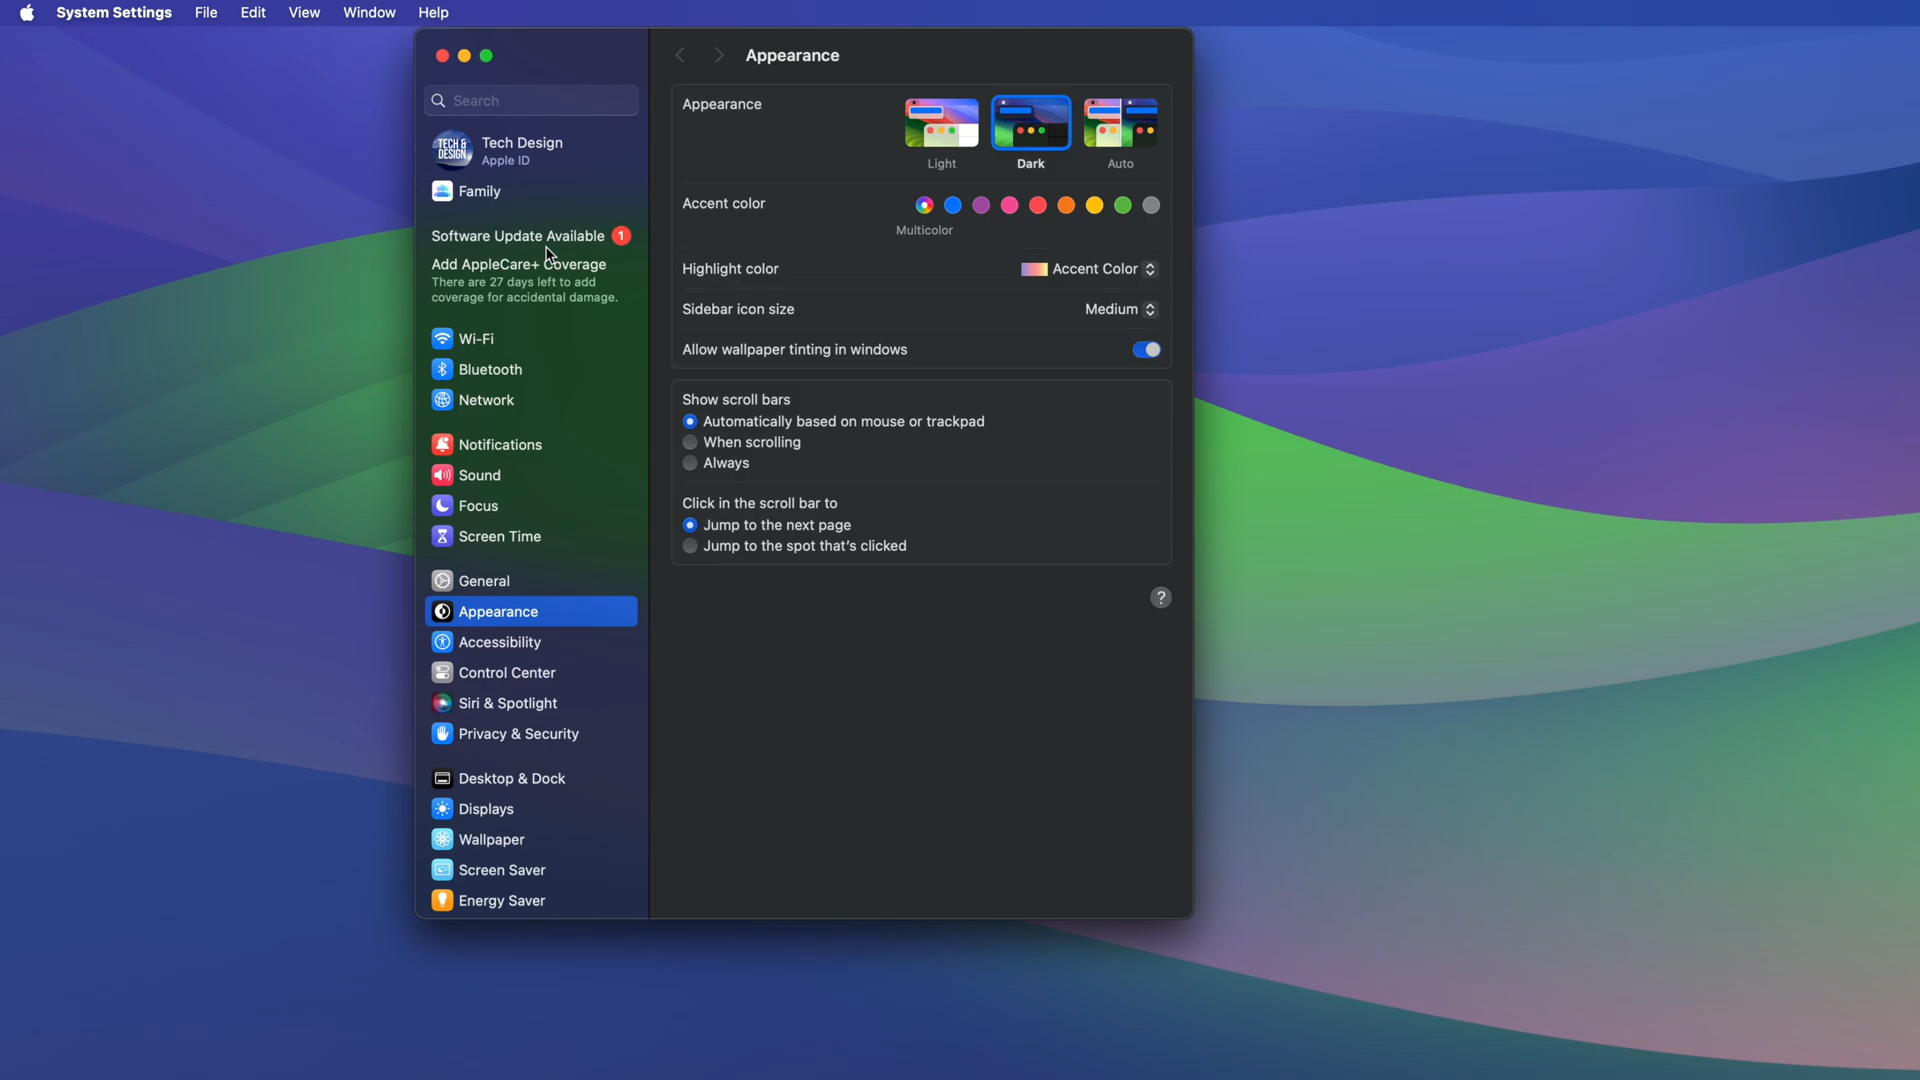 System Settings File Edit View Window Help
Appearance
Search
TECH &
DESIGN
Tech Design
Apple ID
Family
Software Update Available 1
Add AppleCare+ Coverage
There are 27 days left to add
coverage for accidental damage.
Wi-Fi
Bluetooth
Network
Notifications
Sound
Focus
Screen Time
General
Appearance
Accessibility
Control Center
Siri & Spotlight
Privacy & Security
Desktop & Dock
Displays
Wallpaper
Screen Saver
Energy Saver
Appearance
Light Dark Auto
Accent color
Multicolor
Highlight color Accent Color
Sidebar icon size Medium
Allow wallpaper tinting in windows
Show scroll bars
Automatically based on mouse or trackpad
When scrolling
Always
Click in the scroll bar to
Jump to the next page
Jump to the spot that's clicked
?